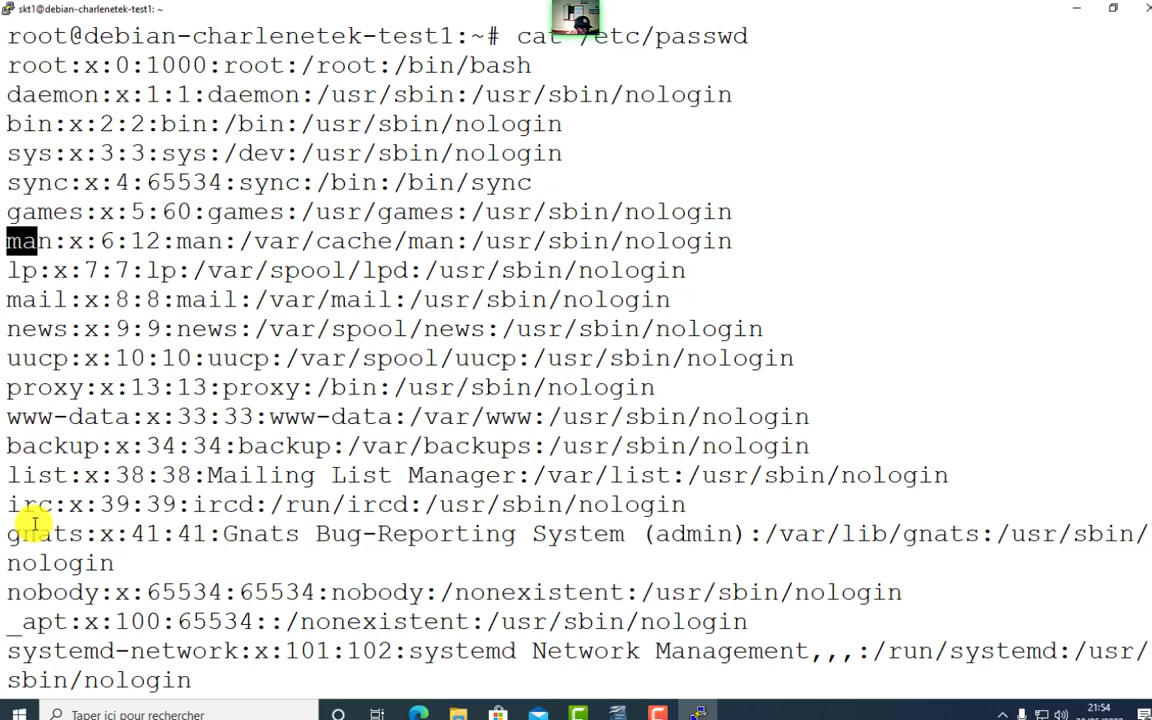 skt1@debian-charlenetek-test1: ~
root@debian-charlenetek-test1:~# cat /etc/passwd
root:x:0:1000:root:/root:/bin/bash
daemon:x:1:1:daemon:/usr/sbin:/usr/sbin/nologin
bin:x:2:2:bin:/bin:/usr/sbin/nologin
sys:x:3:3:sys:/dev:/usr/sbin/nologin
sync:x:4:65534:sync:/bin:/bin/sync
games:x:5:60:games:/usr/games:/usr/sbin/nologin
man:x:6:12:man:/var/cache/man:/usr/sbin/nologin
lp:x:7:7:lp:/var/spool/lpd:/usr/sbin/nologin
mail:x:8:8:mail:/var/mail:/usr/sbin/nologin
news:x:9:9:news:/var/spool/news:/usr/sbin/nologin
uucp:x:10:10:uucp:/var/spool/uucp:/usr/sbin/nologin
proxy:x:13:13:proxy:/bin:/usr/sbin/nologin
www-data:x:33:33:www-data:/var/www:/usr/sbin/nologin
backup:x:34:34:backup:/var/backups:/usr/sbin/nologin
list:x:38:38:Mailing List Manager:/var/list:/usr/sbin/nologin
irc:x:39:39:ircd:/run/ircd:/usr/sbin/nologin
gnats:x:41:41:Gnats Bug-Reporting System (admin):/var/lib/gnats:/usr/sbin/
nologin
nobody:x:65534:65534:nobody:/nonexistent:/usr/sbin/nologin
_apt:x:100:65534::/nonexistent:/usr/sbin/nologin
systemd-network:x:101:102:systemd Network Management,,,:/run/systemd:/usr/
sbin/nologin
Taper ici pour rechercher
21:54